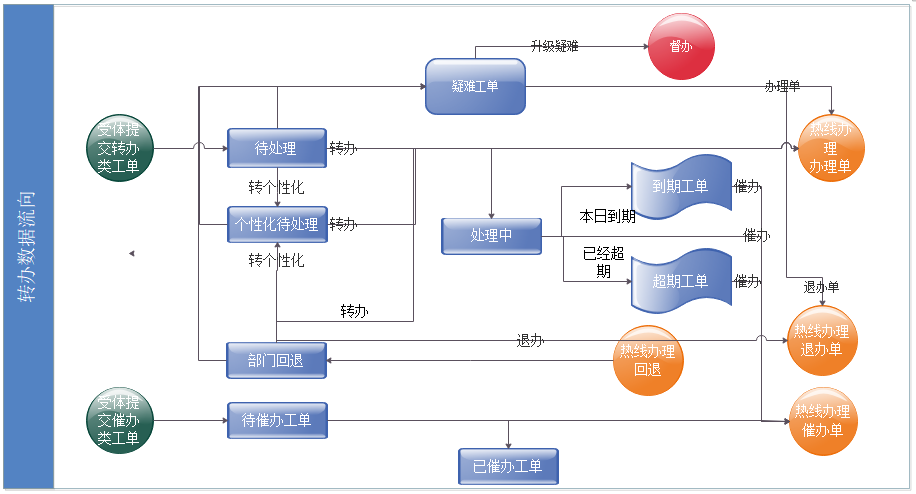 转办数据流向
升级疑难
督办
疑难工单
办理单
受体提
交转办
类工单
待处理
转办
热线办
理
办理单
转个性化
到期工单
催办
个性化待处理
转办
本日到期
处理中
催办
转个性化
已经超
期
超期工单
催办
退办单
转办
热线办理
退办单
退办
部门回退
热线办理
回退
受体提
交催办
类工单
待催办工单
热线办理
催办单
已催办工单